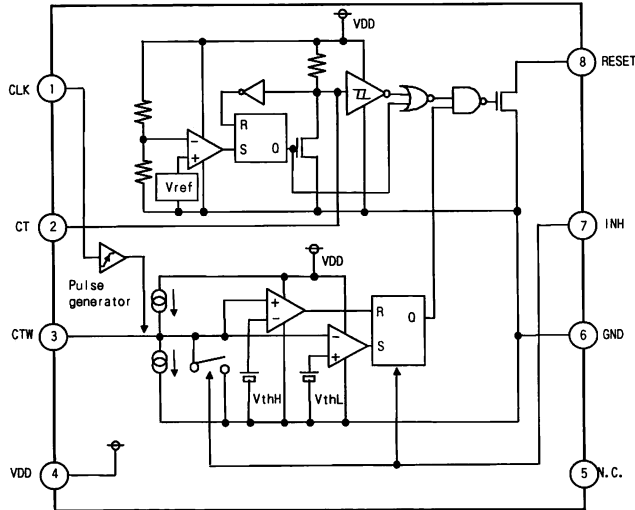 VDD
CLK 1
8 RESET
R
S Q
Vref
CT 2
7 INH
Pulse
generator
VDD
CTW 3
R Q
S
VthH VthL
6 GND
VDD 4
5 N.C.